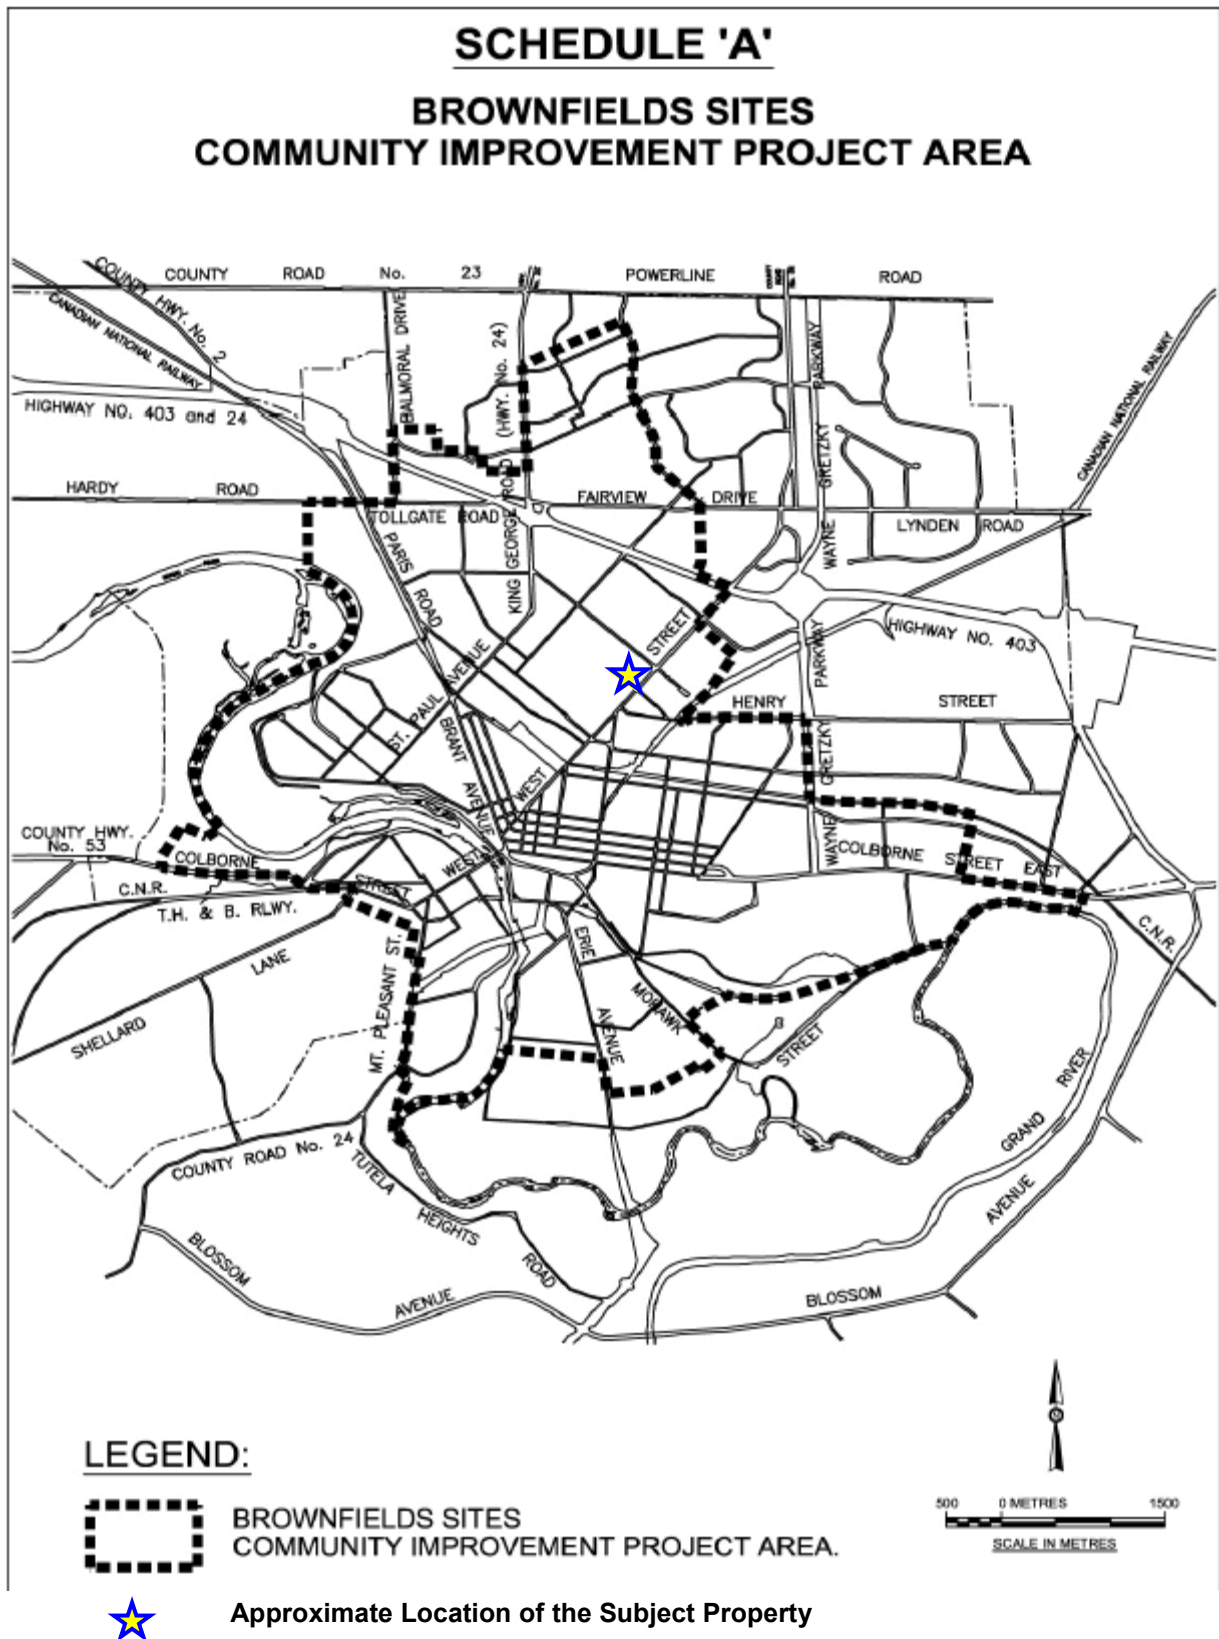 SCHEDULE 'A'
BROWNFIELDS SITES
COMMUNITY IMPROVEMENT PROJECT AREA
COUNTY ROAD No. 23
POWERLINE ROAD
COUNTY HWY. No. 2
CANADIAN NATIONAL RAILWAY
BALMORAL DRIVE
(HWY. No. 24)
KING GEORGE ROAD
PARKWAY
GRETZKY
WAYNE
CANADIAN NATIONAL RAILWAY
HIGHWAY NO. 403 and 24
HARDY ROAD
TOLLGATE ROAD
FAIRVIEW DRIVE
LYNDEN ROAD
PARIS ROAD
STREET
HIGHWAY NO. 403
PARKWAY
ST. PAUL AVENUE
HENRY STREET
BRANT AVENUE
WEST
GRETZKY
WAYNE
COUNTY HWY.
No. 53
COLBORNE
STREET
WEST
COLBORNE STREET EAST
C.N.R.
T.H. & B. RLWY.
C.N.R.
LANE
SHELLARD
MT. PLEASANT ST.
ERIE
AVENUE
MOHAWK
STREET
GRAND RIVER
COUNTY ROAD No. 24
TUTELA
HEIGHTS
ROAD
AVENUE
BLOSSOM
AVENUE
BLOSSOM
LEGEND:
BROWNFIELDS SITES
COMMUNITY IMPROVEMENT PROJECT AREA.
500 0 METRES 1500
SCALE IN METRES
Approximate Location of the Subject Property